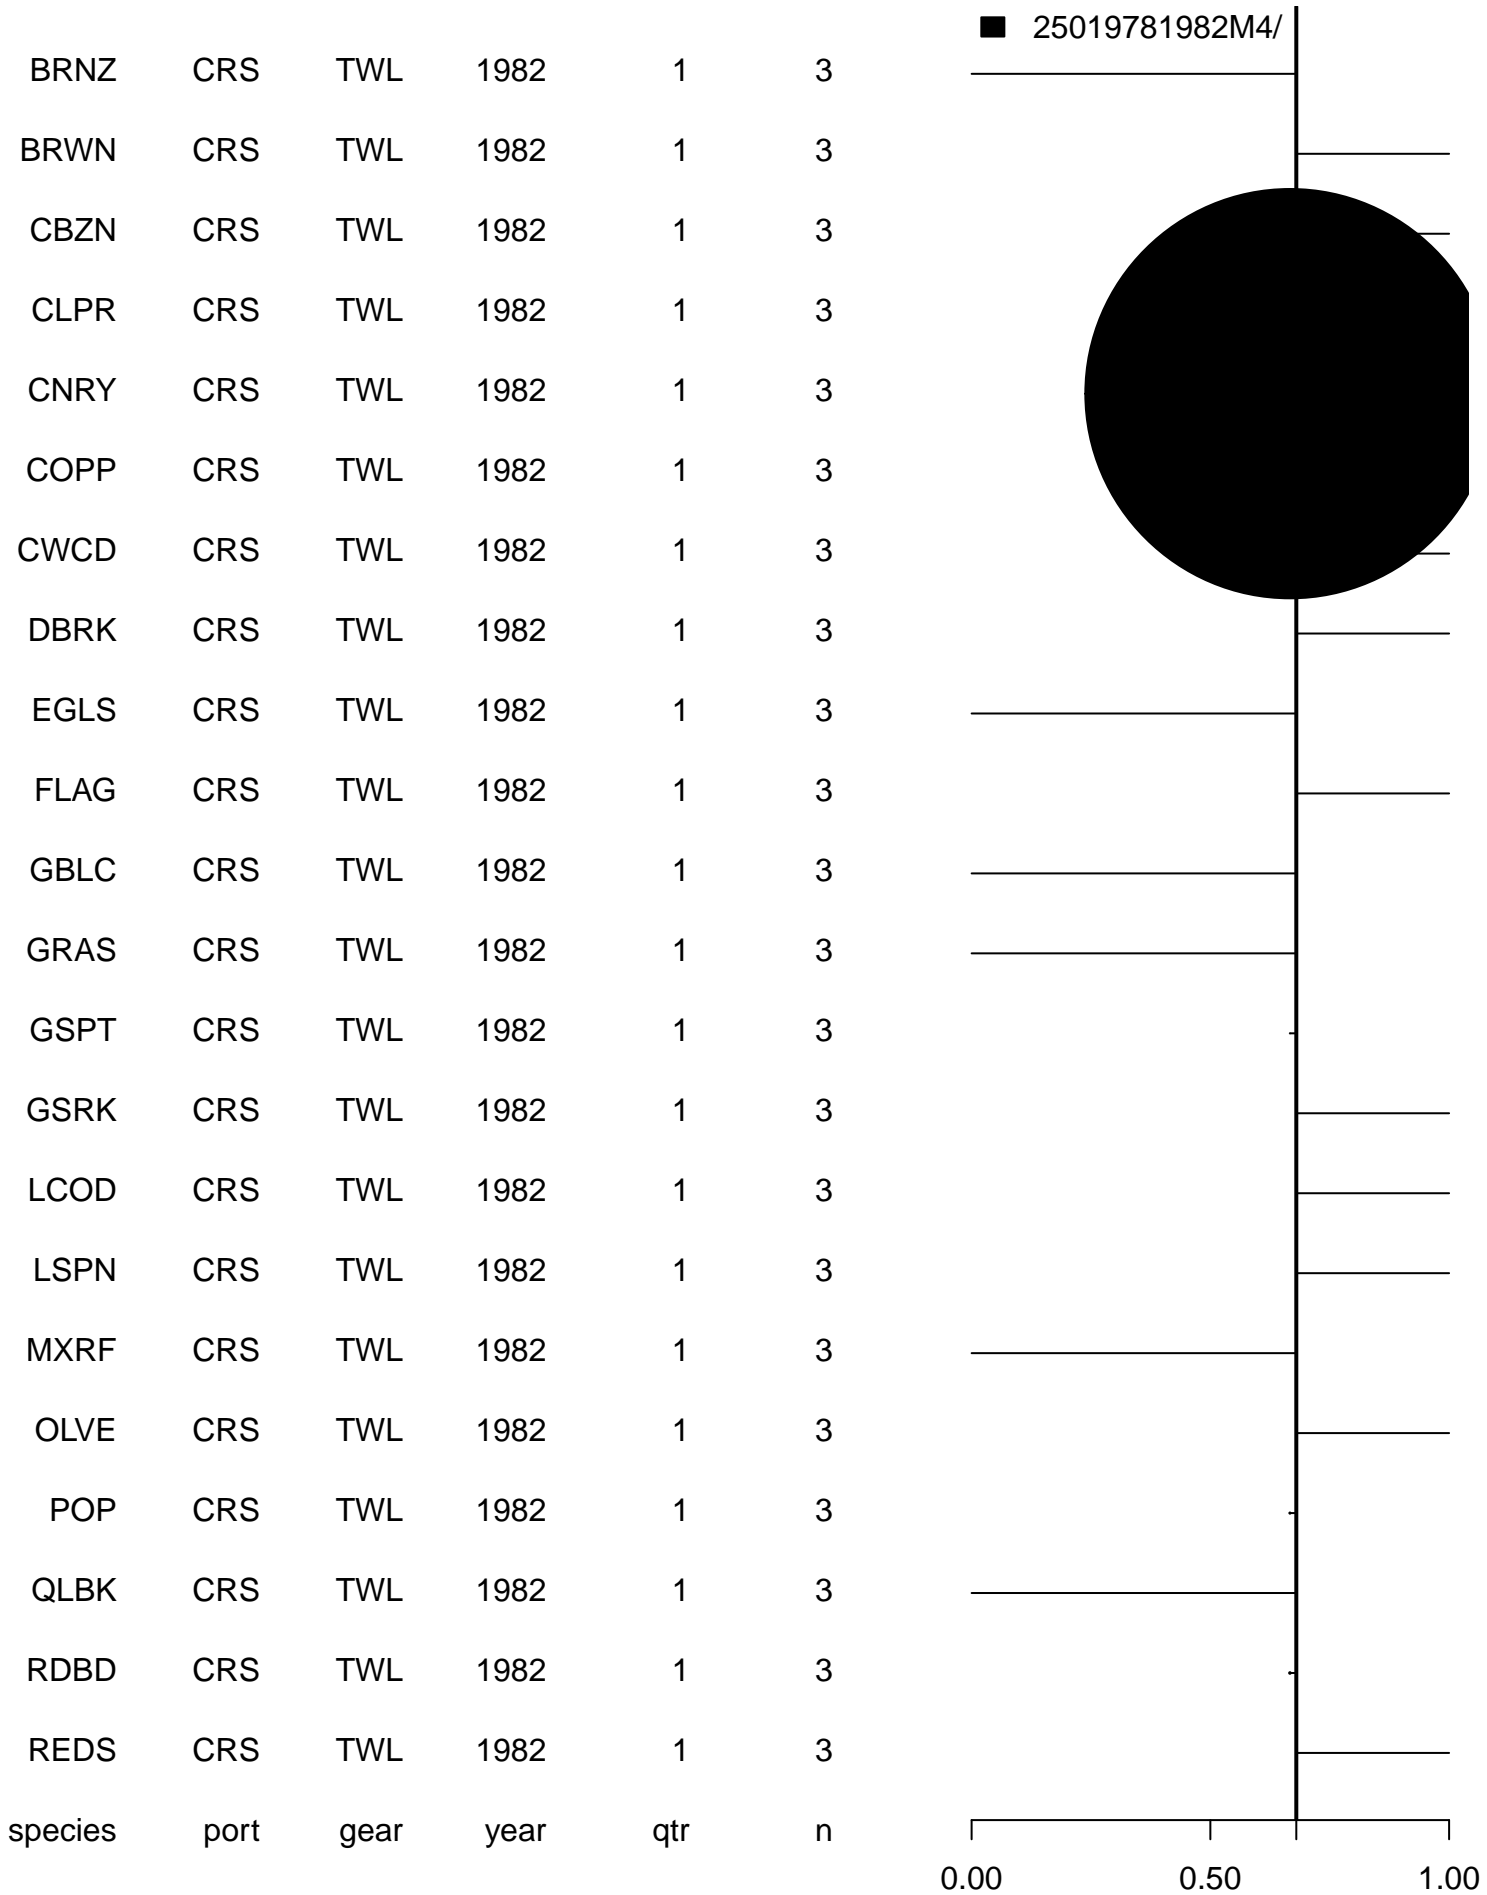 25019781982M4/
BRNZ CRS TWL 1982 1 3
BRWN CRS TWL 1982 1 3
CBZN CRS TWL 1982 1 3
CLPR CRS TWL 1982 1 3
CNRY CRS TWL 1982 1 3
COPP CRS TWL 1982 1 3
CWCD CRS TWL 1982 1 3
DBRK CRS TWL 1982 1 3
EGLS CRS TWL 1982 1 3
FLAG CRS TWL 1982 1 3
GBLC CRS TWL 1982 1 3
GRAS CRS TWL 1982 1 3
GSPT CRS TWL 1982 1 3
GSRK CRS TWL 1982 1 3
LCOD CRS TWL 1982 1 3
LSPN CRS TWL 1982 1 3
MXRF CRS TWL 1982 1 3
OLVE CRS TWL 1982 1 3
POP CRS TWL 1982 1 3
QLBK CRS TWL 1982 1 3
RDBD CRS TWL 1982 1 3
REDS CRS TWL 1982 1 3
species port gear year qtr n
0.00 0.50 1.00